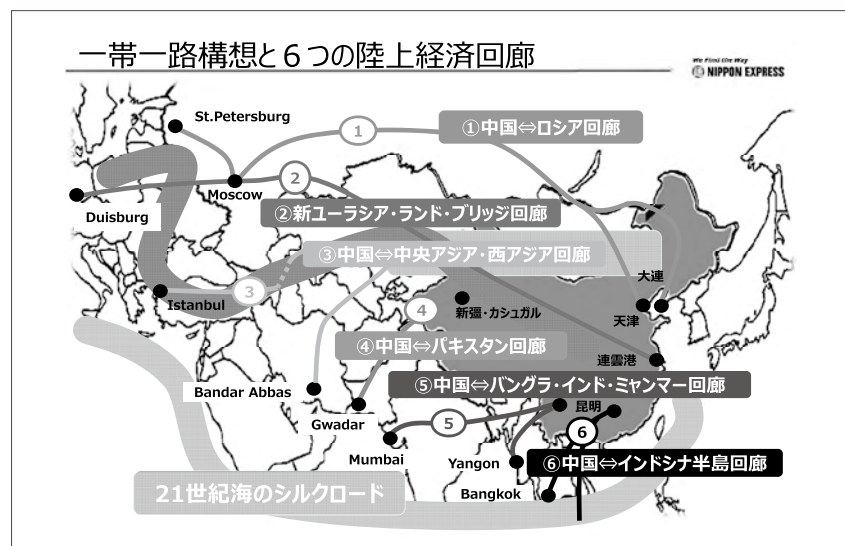 一帯一路構想と６つの陸上経済回廊
We Find the Way
NIPPON EXPRESS
St.Petersburg
1
①中国⇔ロシア回廊
2
Moscow
Duisburg
②新ユーラシア・ランド・ブリッジ回廊
③中国⇔中央アジア・西アジア回廊
大連
3
Istanbul
4
新疆・カシュガル
天津
④中国⇔パキスタン回廊
連雲港
⑤中国⇔バングラ・インド・ミャンマー回廊
Bandar Abbas
昆明
Gwadar
5
6
Mumbai
Yangon
⑥中国⇔インドシナ半島回廊
21世紀海のシルクロード
Bangkok